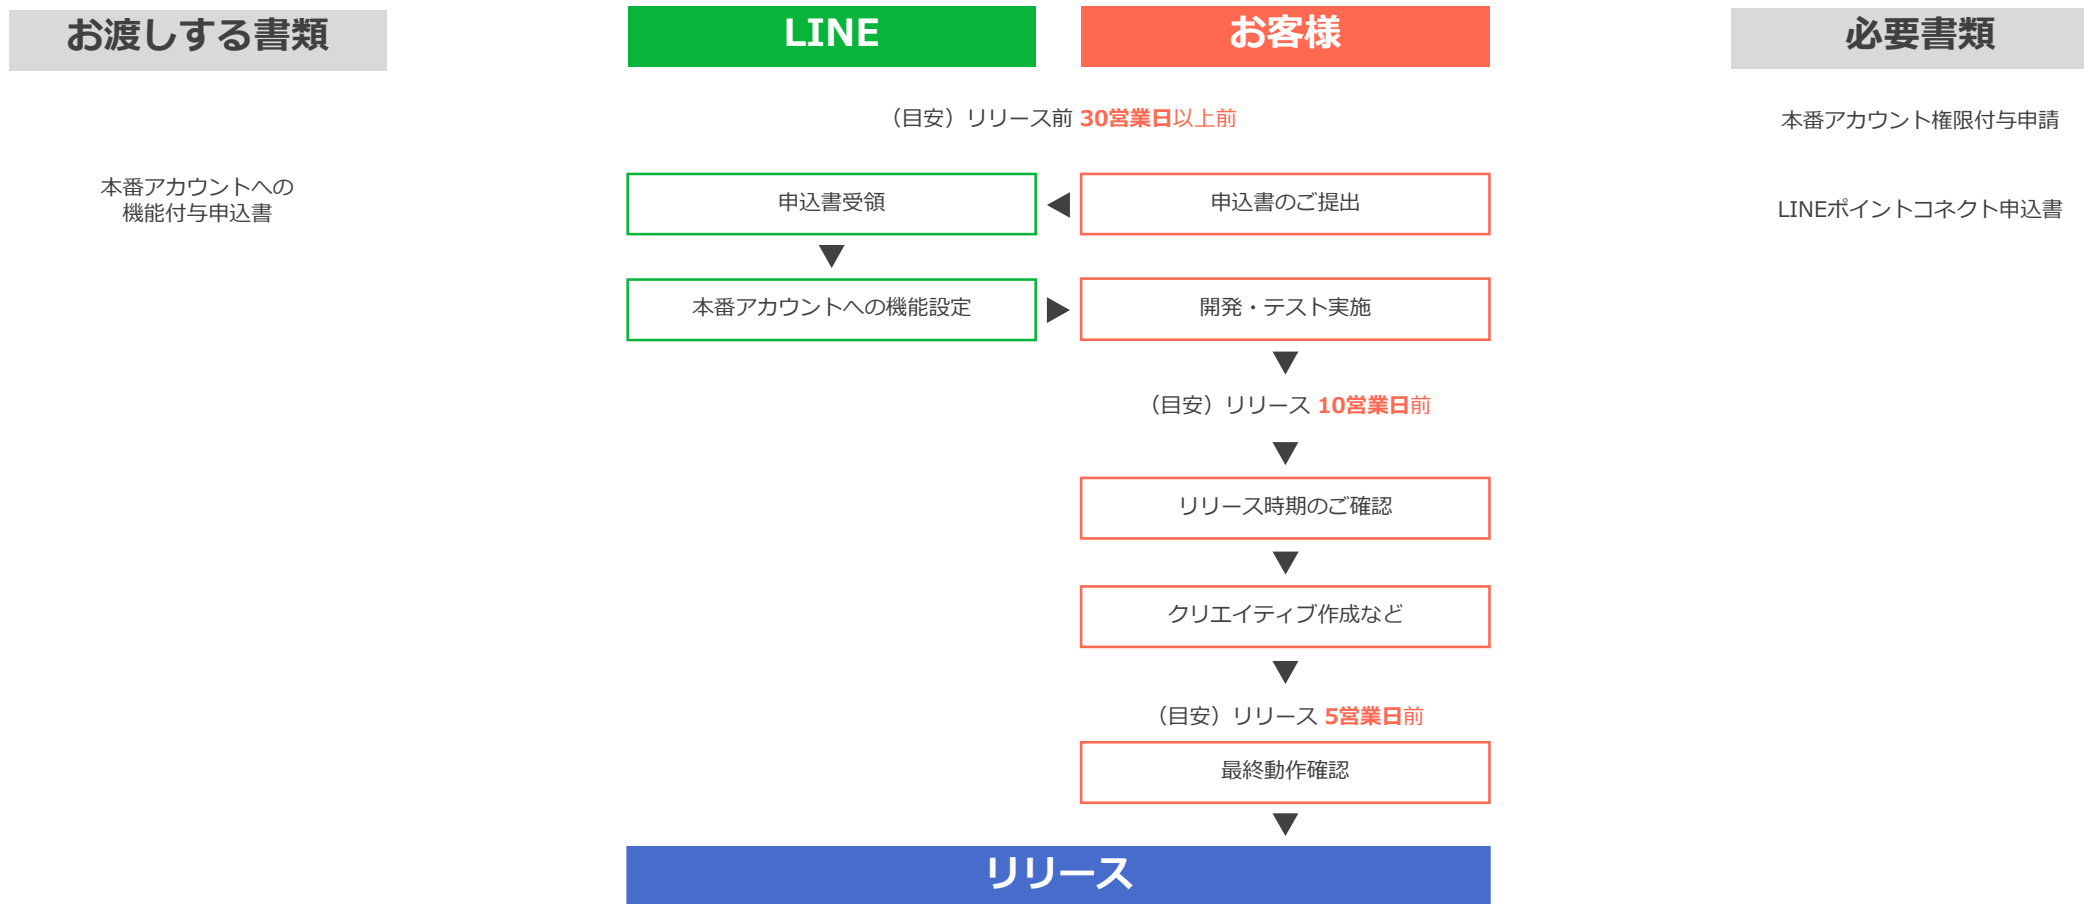 お渡しする書類
LINE
お客様
必要書類
（目安）リリース前 30営業日以上前
本番アカウント権限付与申請
本番アカウントへの
機能付与申込書
申込書受領
申込書のご提出
LINEポイントコネクト申込書
本番アカウントへの機能設定
開発・テスト実施
（目安）リリース 10営業日前
リリース時期のご確認
クリエイティブ作成など
（目安）リリース 5営業日前
最終動作確認
リリース